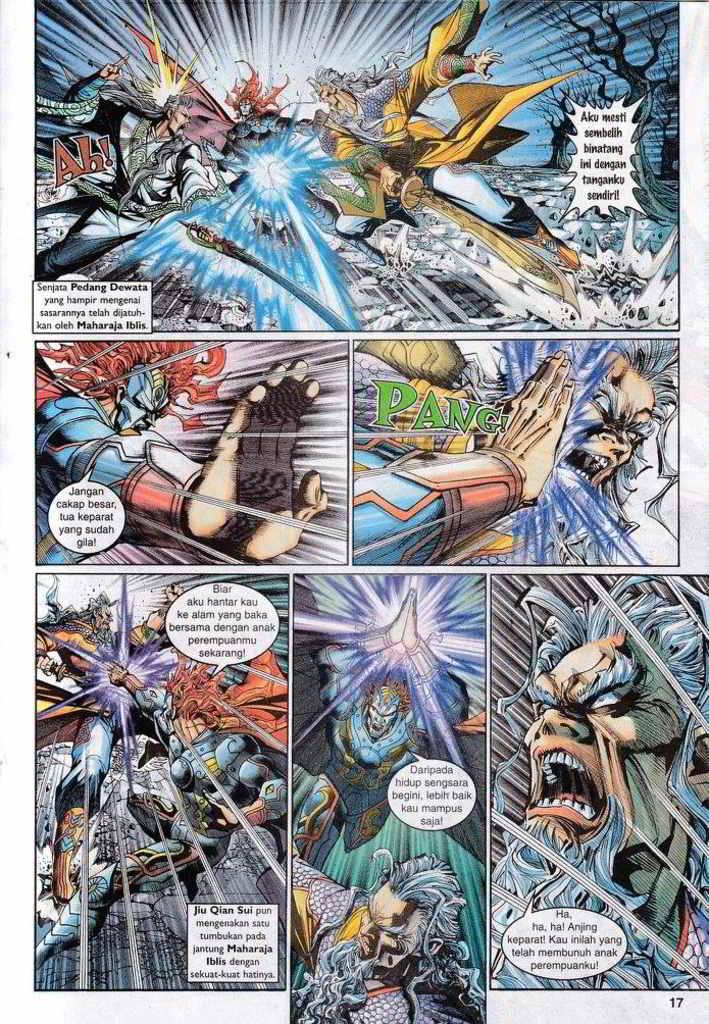 Ah!
Aku mesti
sembelih
binatang
ini dengan
tanganku
sendiri!
Senjata Pedang Dewata
yang hampir mengenai
sasarannya telah dijatuh-
kan oleh Maharaja Iblis.
Jangan
cakap besar,
tua keparat
yang sudah
gila!
PANG!
Biar
aku hantar kau
ke alam yang baka
bersama dengan anak
perempuanmu
sekarang!
Jiu Qian Sui pun
mengenakan satu
tumbukan pada
jantung Maharaja
Iblis dengan
sekuat-kuat hatinya.
Daripada
hidup sengsara
begini, lebih baik
kau mampus
saja!
Ha,
ha, ha! Anjing
keparat! Kau inilah yang
telah membunuh anak
perempuanku!
17